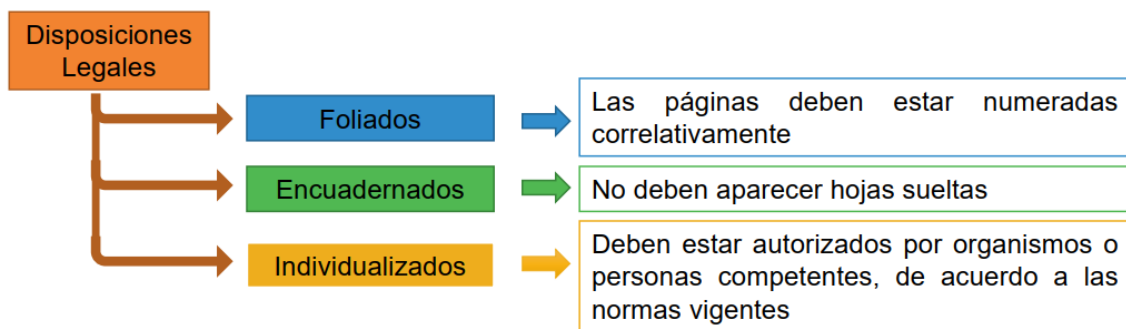 Disposiciones
Legales
Foliados
Las páginas deben estar numeradas
correlativamente
Encuadernados
No deben aparecer hojas sueltas
Individualizados
Deben estar autorizados por organismos o
personas competentes, de acuerdo a las
normas vigentes